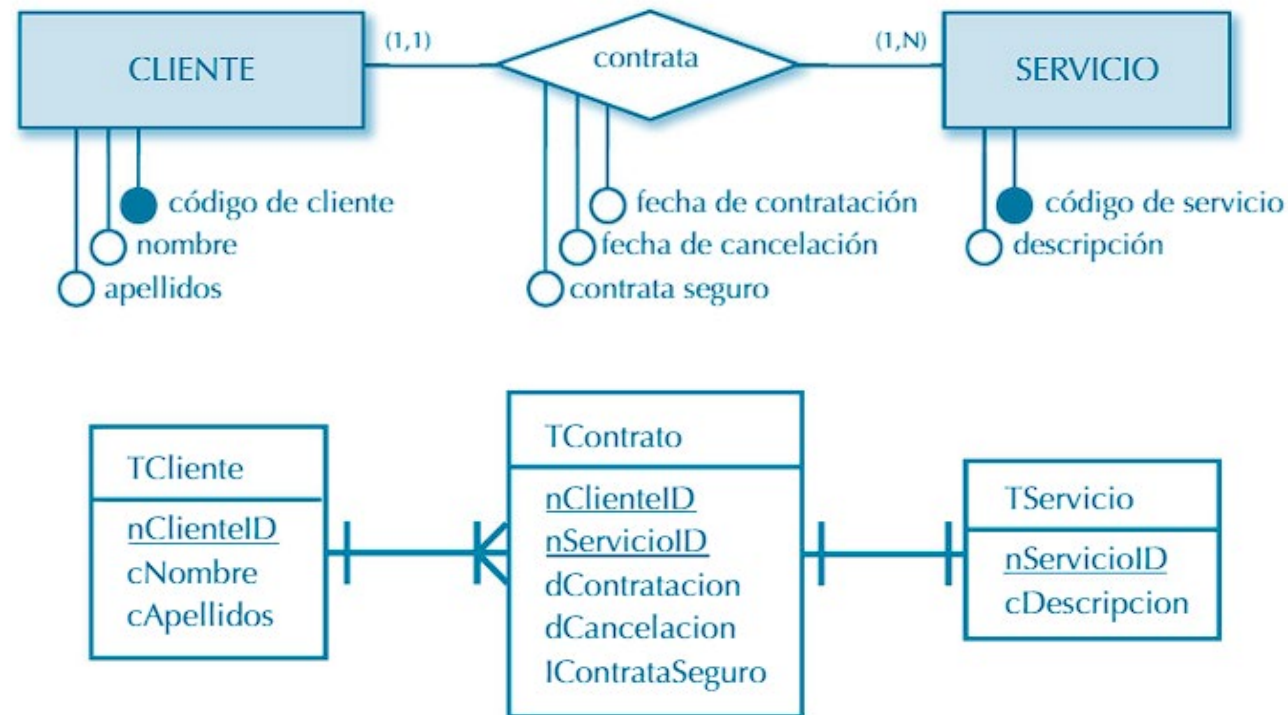 CLIENTE
(1,1)
contrata
(1,N)
SERVICIO
código de cliente
nombre
apellidos
fecha de contratación
fecha de cancelación
contrata seguro
código de servicio
descripción
TCliente
nClienteID
cNombre
cApellidos
TContrato
nClienteID
nServicioID
dContratacion
dCancelacion
lContrataSeguro
TServicio
nServicioID
cDescripcion